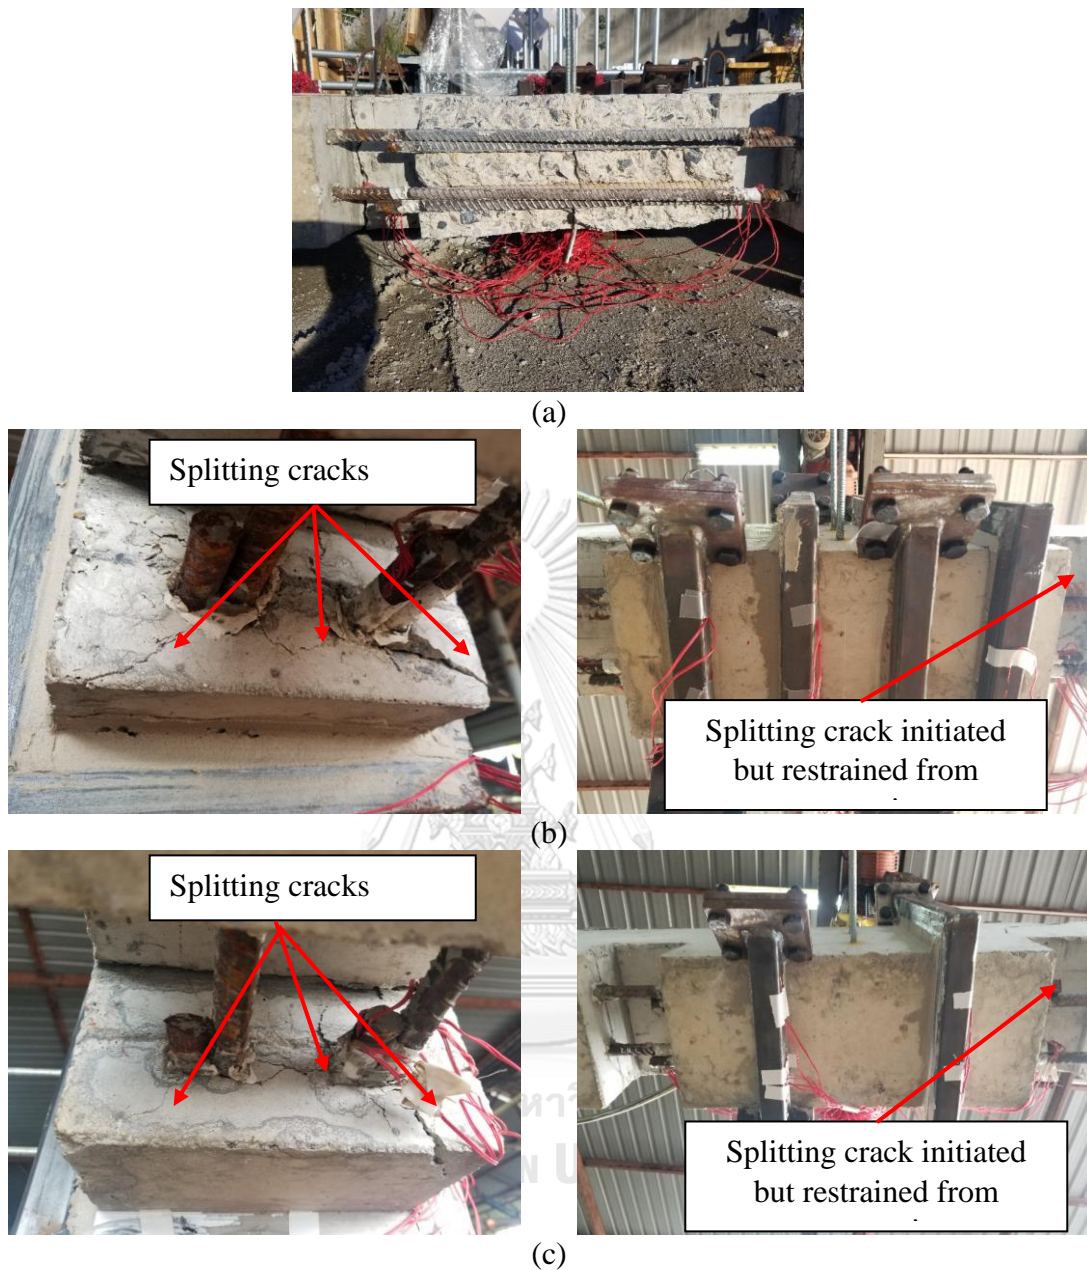 (a)
Splitting cracks
Splitting crack initiated
but restrained from
(b)
Splitting cracks
Splitting crack initiated
but restrained from
(c)